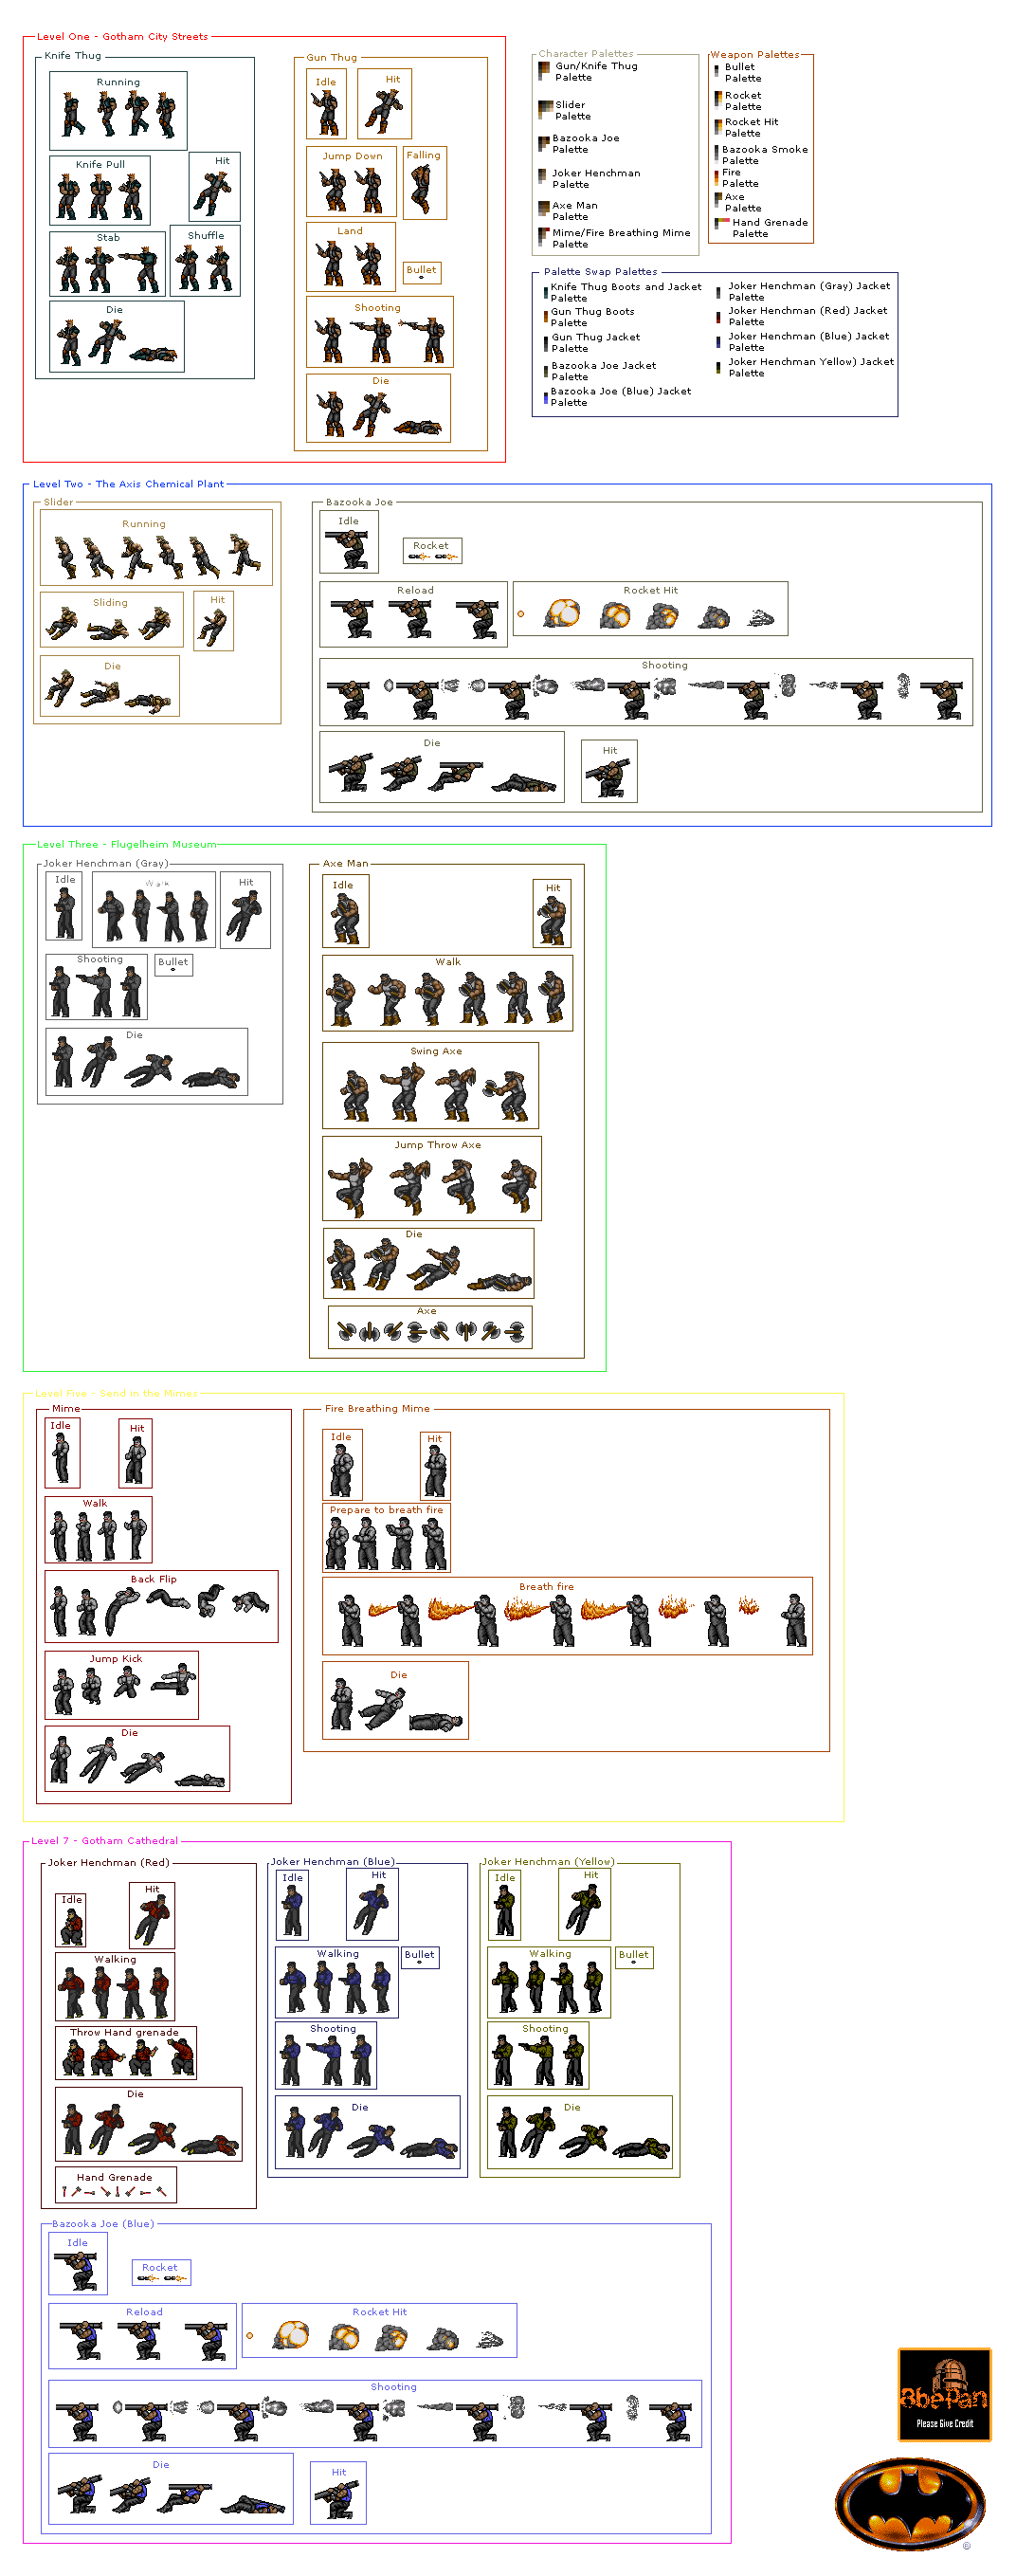 Level One - Gotham City Streets
Knife Thug
Running
Knife Pull
Hit
Stab
Shuffle
Die
Gun Thug
Idle
Hit
Jump Down
Falling
Land
Bullet
Shooting
Die
Character Palettes
Gun/Knife Thug
Palette
Slider
Palette
Bazooka Joe
Palette
Joker Henchman
Palette
Axe Man
Palette
Mime/Fire Breathing Mime
Palette
Weapon Palettes
Bullet
Palette
Rocket
Palette
Rocket Hit
Palette
Bazooka Smoke
Palette
Fire
Palette
Axe
Palette
Hand Grenade
Palette
Palette Swap Palettes
Knife Thug Boots and Jacket
Palette
Gun Thug Boots
Palette
Gun Thug Jacket
Palette
Bazooka Joe Jacket
Palette
Bazooka Joe (Blue) Jacket
Palette
Joker Henchman (Gray) Jacket
Palette
Joker Henchman (Red) Jacket
Palette
Joker Henchman (Blue) Jacket
Palette
Joker Henchman Yellow) Jacket
Palette
Level Two - The Axis Chemical Plant
Slider
Running
Sliding
Hit
Die
Bazooka Joe
Idle
Rocket
Reload
Rocket Hit
Shooting
Die
Hit
Level Three - Flugelheim Museum
Joker Henchman (Gray)
Idle
Walk
Hit
Shooting
Bullet
Die
Axe Man
Idle
Hit
Walk
Swing Axe
Jump Throw Axe
Die
Axe
Level Five - Send in the Mimes
Mime
Idle
Hit
Walk
Back Flip
Jump Kick
Die
Fire Breathing Mime
Idle
Hit
Prepare to breath fire
Breath fire
Die
Level 7 - Gotham Cathedral
Joker Henchman (Red)
Idle
Hit
Walking
Throw Hand grenade
Die
Hand Grenade
Joker Henchman (Blue)
Idle
Hit
Walking
Bullet
Shooting
Die
Joker Henchman (Yellow)
Idle
Hit
Walking
Bullet
Shooting
Die
Bazooka Joe (Blue)
Idle
Rocket
Reload
Rocket Hit
Shooting
Die
Hit
BbePan
Please Give Credit
©